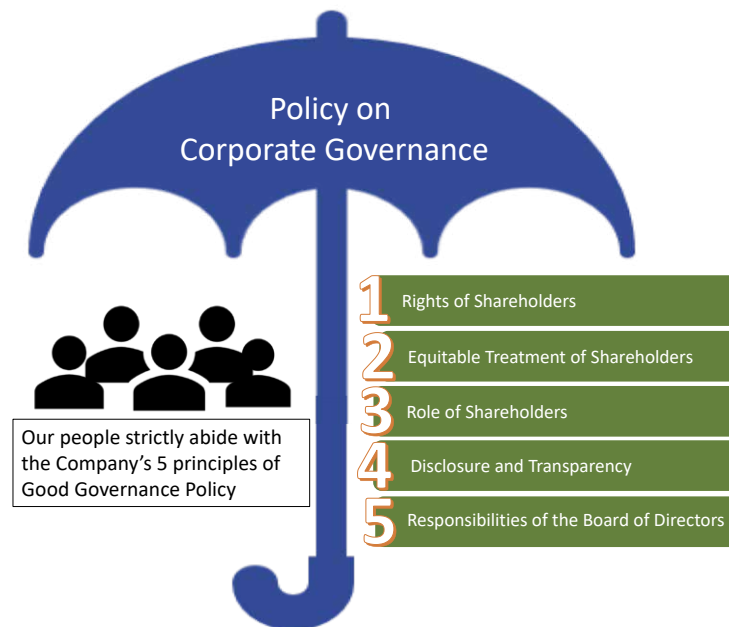 Policy on
Corporate Governance
1 Rights of Shareholders
2 Equitable Treatment of Shareholders
3 Role of Shareholders
4 Disclosure and Transparency
5 Responsibilities of the Board of Directors
Our people strictly abide with
the Company's 5 principles of
Good Governance Policy